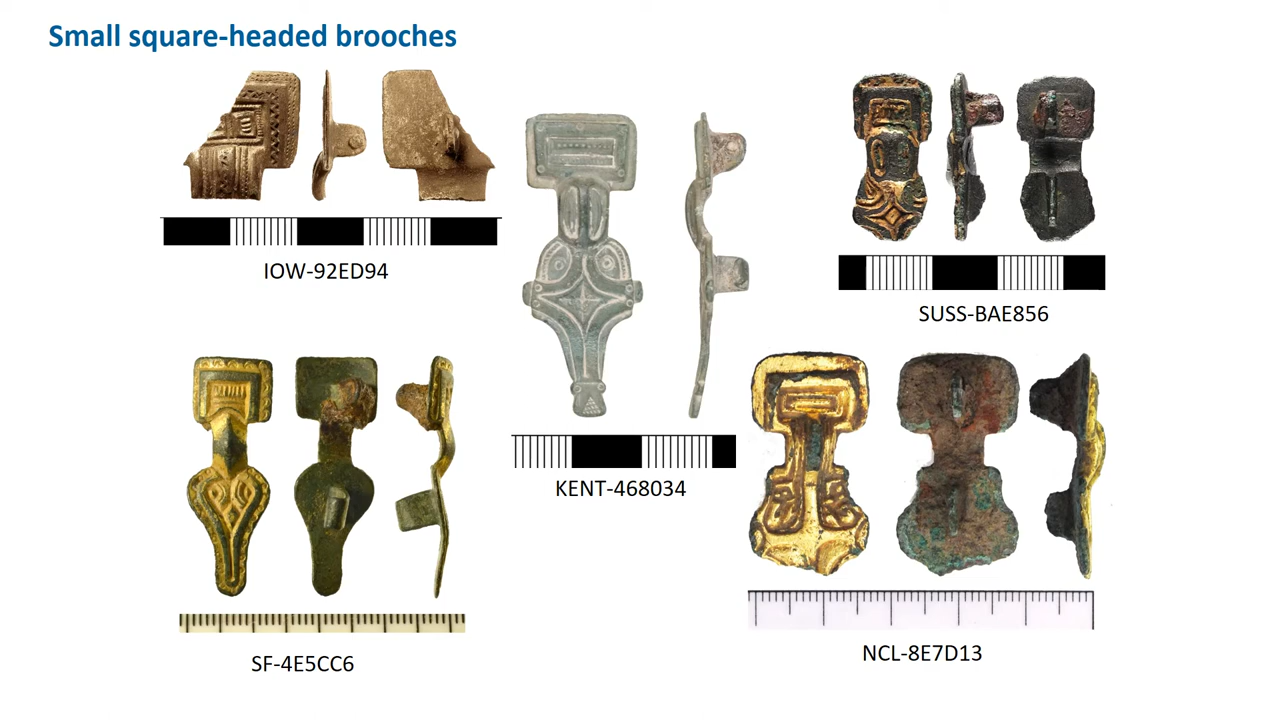 Small square-headed brooches
IOW-92ED94
SUSS-BAE856
KENT-468034
SF-4E5CC6
NCL-8E7D13